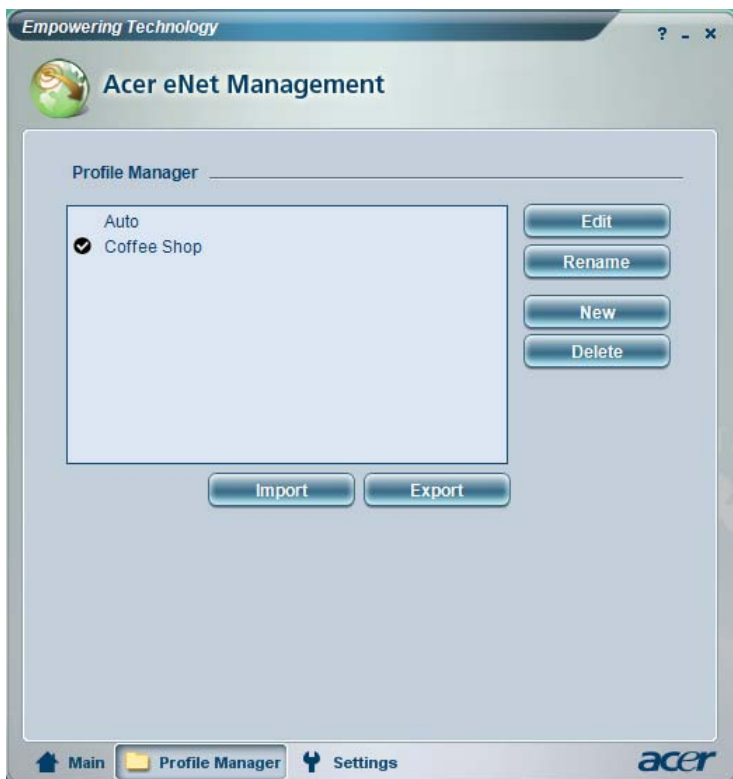 Empowering Technology
? - ×
Acer eNet Management
Profile Manager
Auto
Coffee Shop
Edit
Rename
New
Delete
Import Export
Main Profile Manager Settings
acer